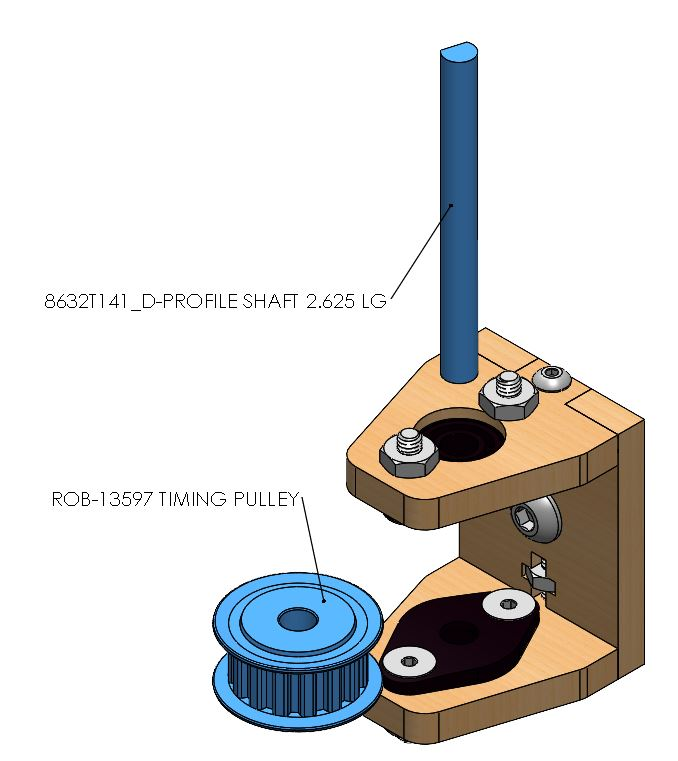 8632T141_D-PROFILE SHAFT 2.625 LG
ROB-13597 TIMING PULLEY